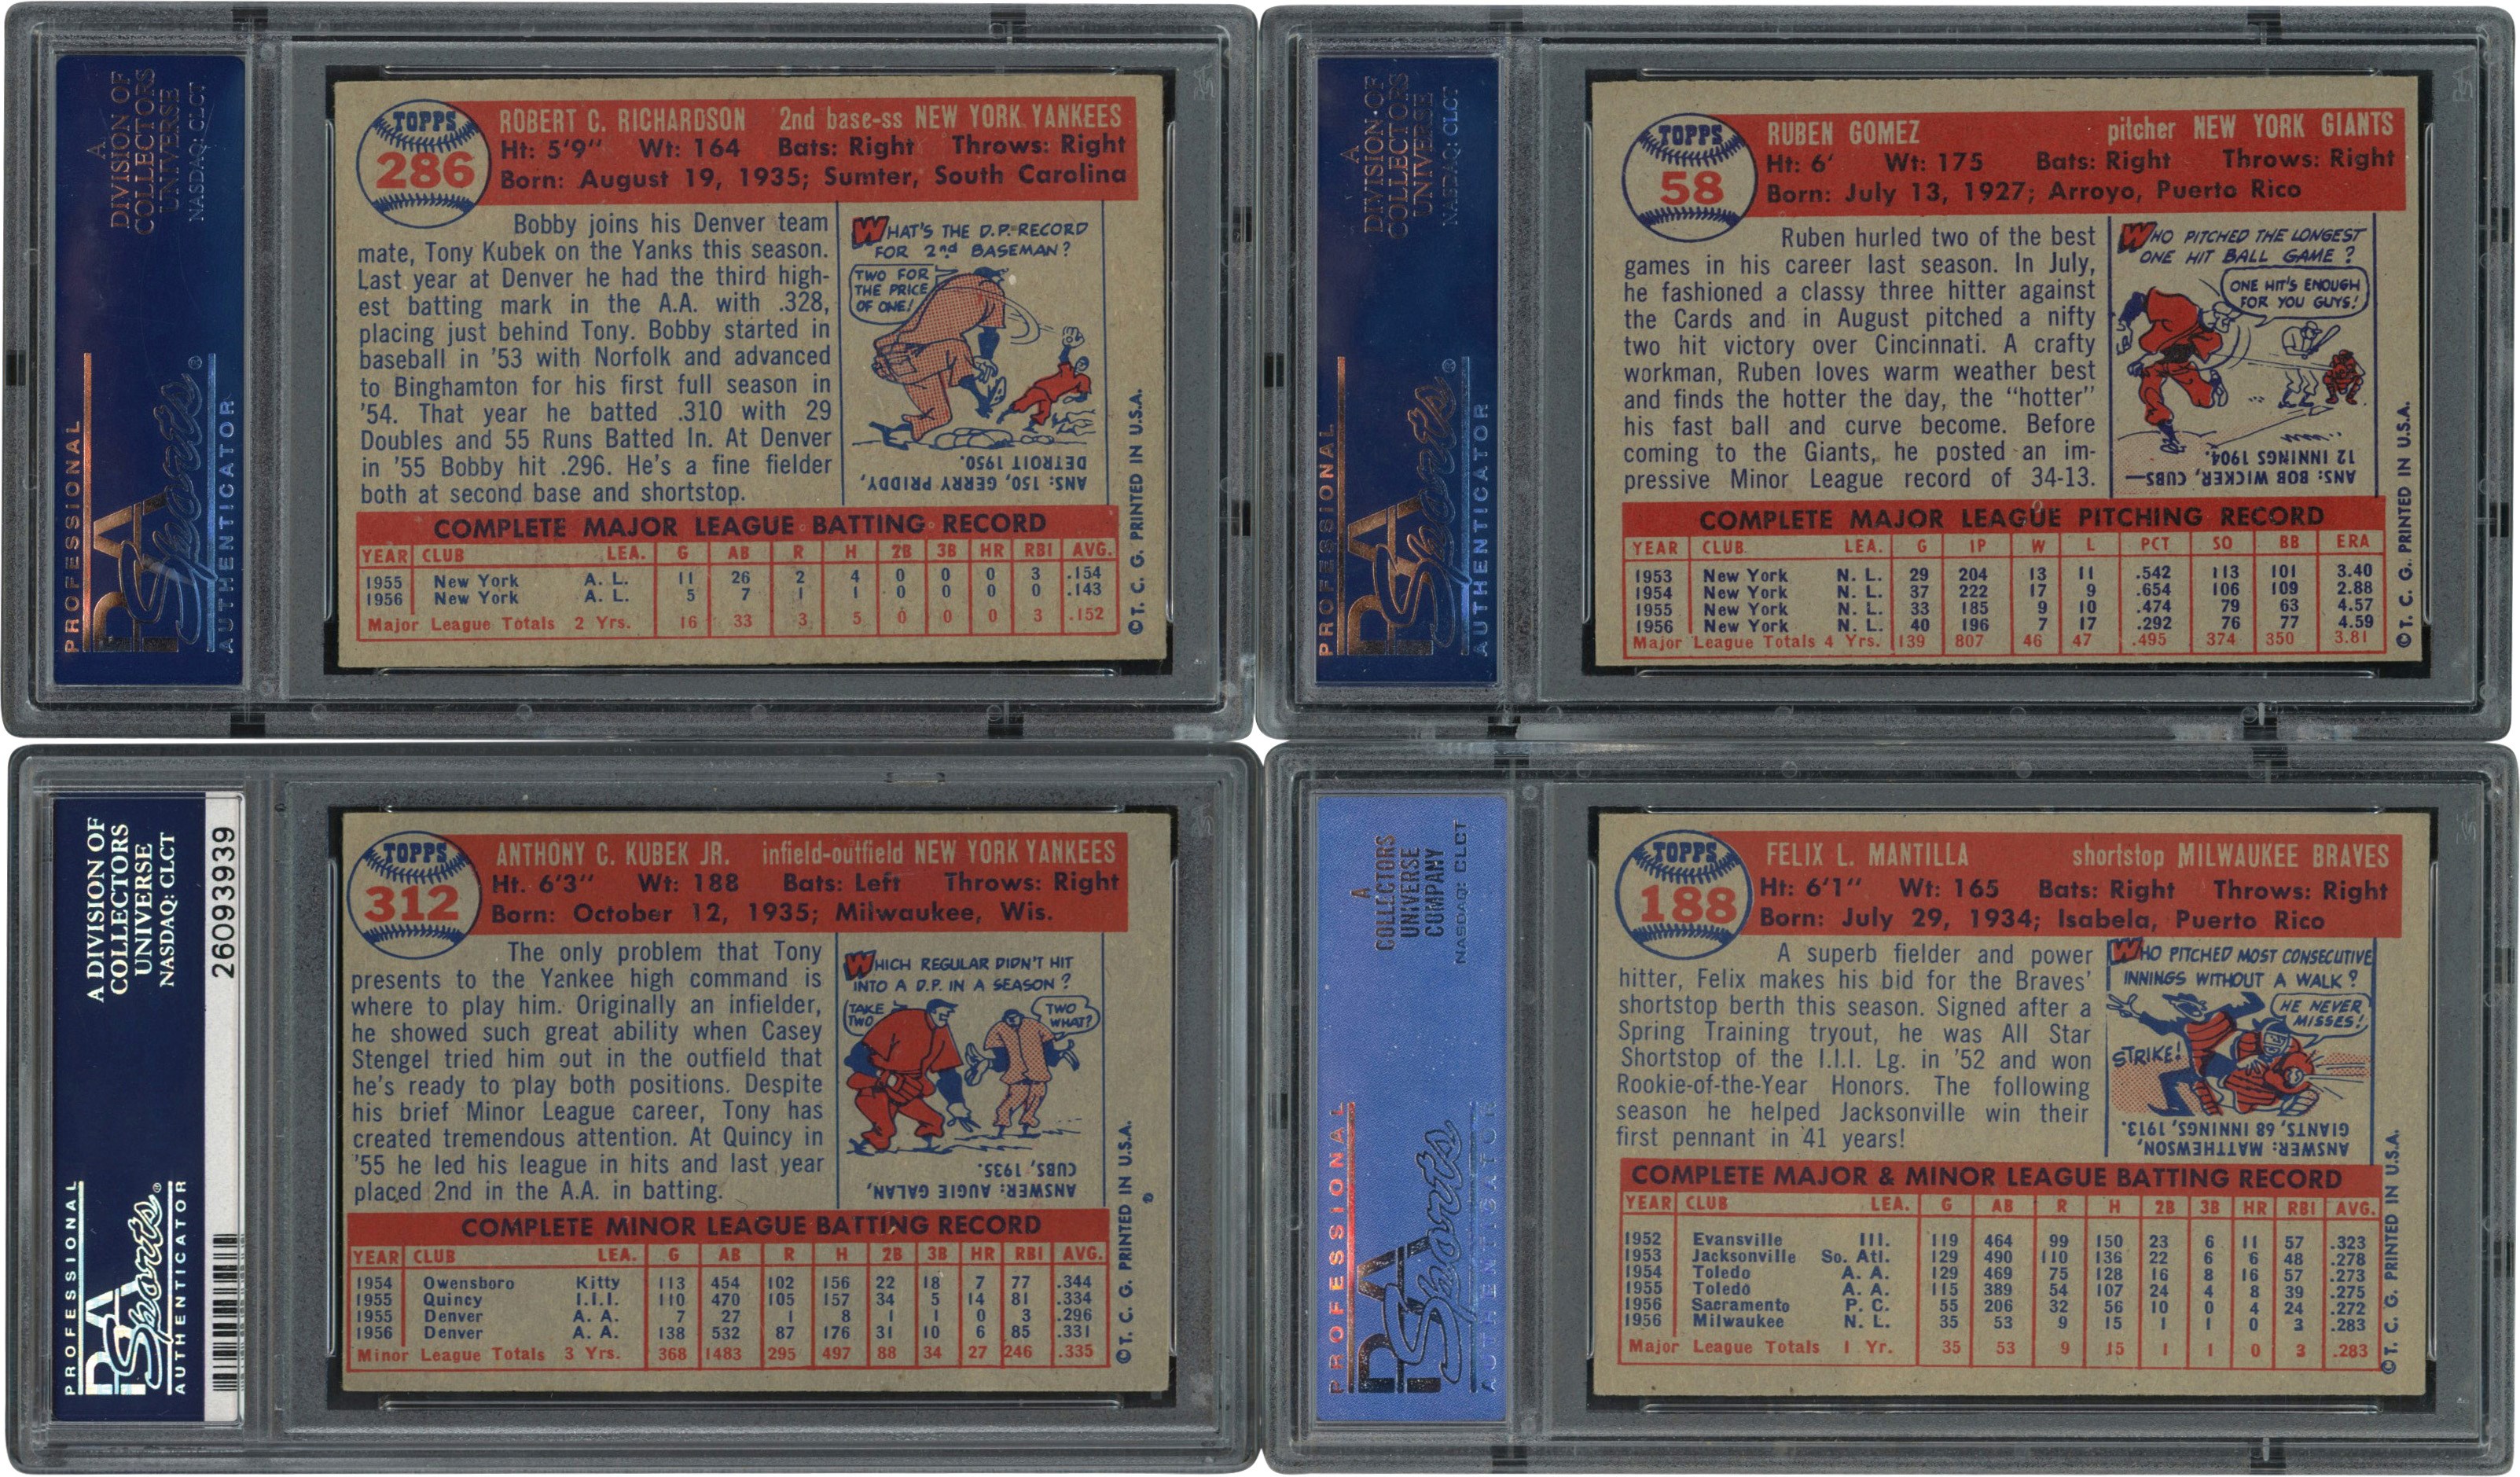 A
DIVISION OF
COLLECTORS
UNIVERSE
NASDAQ: CLCT
PROFESSIONAL
PSA
Sports®
AUTHENTICATOR
TOPPS
286
ROBERT C. RICHARDSON 2nd base-ss NEW YORK YANKEES
Ht: 5'9" Wt: 164 Bats: Right Throws: Right
Born: August 19, 1935; Sumter, South Carolina
Bobby joins his Denver team
mate, Tony Kubek on the Yanks this season.
Last year at Denver he had the third high-
est batting mark in the A.A. with .328,
placing just behind Tony. Bobby started in
baseball in '53 with Norfolk and advanced
to Binghamton for his first full season in
'54. That year he batted .310 with 29
Doubles and 55 Runs Batted In. At Denver
in '55 Bobby hit .296. He's a fine fielder
both at second base and shortstop.
WHAT'S THE D.P. RECORD
FOR 2nd BASEMAN?
TWO FOR
THE PRICE
OF ONE!
ANS: 150, GERRY PRIDDY,
DETROIT 1950.
COMPLETE MAJOR LEAGUE BATTING RECORD
YEAR CLUB LEA. G AB R H 2B 3B HR RBI AVG.
1955 New York A. L. 11 26 2 4 0 0 0 3 .154
1956 New York A. L. 5 7 1 1 0 0 0 0 .143
Major League Totals 2 Yrs. 16 33 3 5 0 0 0 3 .152
© T. C. G. PRINTED IN U.S.A.
A
DIVISION OF
COLLECTORS
UNIVERSE
NASDAQ: CLCT
PROFESSIONAL
PSA
Sports®
AUTHENTICATOR
TOPPS
58
RUBEN GOMEZ pitcher NEW YORK GIANTS
Ht: 6' Wt: 175 Bats: Right Throws: Right
Born: July 13, 1927; Arroyo, Puerto Rico
Ruben hurled two of the best
games in his career last season. In July,
he fashioned a classy three hitter against
the Cards and in August pitched a nifty
two hit victory over Cincinnati. A crafty
workman, Ruben loves warm weather best
and finds the hotter the day, the "hotter"
his fast ball and curve become. Before
coming to the Giants, he posted an im-
pressive Minor League record of 34-13.
WHO PITCHED THE LONGEST
ONE HIT BALL GAME?
ONE HIT'S ENOUGH
FOR YOU GUYS!
ANS: BOB WICKER, CUBS—
12 INNINGS 1904.
COMPLETE MAJOR LEAGUE PITCHING RECORD
YEAR CLUB LEA. G IP W L PCT SO BB ERA
1953 New York N. L. 29 204 13 11 .542 113 101 3.40
1954 New York N. L. 37 222 17 9 .654 106 109 2.88
1955 New York N. L. 33 185 9 10 .474 79 63 4.57
1956 New York N. L. 40 196 7 17 .292 76 77 4.59
Major League Totals 4 Yrs. 139 807 46 47 .495 374 350 3.81
© T. C. G. PRINTED IN U.S.A.
A DIVISION OF
COLLECTORS
UNIVERSE
NASDAQ: CLCT
26093939
PROFESSIONAL
PSA
Sports®
AUTHENTICATOR
TOPPS
312
ANTHONY C. KUBEK JR. infield-outfield NEW YORK YANKEES
Ht. 6'3" Wt: 188 Bats: Left Throws: Right
Born: October 12, 1935; Milwaukee, Wis.
The only problem that Tony
presents to the Yankee high command is
where to play him. Originally an infielder,
he showed such great ability when Casey
Stengel tried him out in the outfield that
he's ready to play both positions. Despite
his brief Minor League career, Tony has
created tremendous attention. At Quincy in
'55 he led his league in hits and last year
placed 2nd in the A.A. in batting.
WHICH REGULAR DIDN'T HIT
INTO A D.P. IN A SEASON?
TAKE
TWO
TWO
WHAT?
ANSWER: AUGIE GALAN,
CUBS, 1935.
COMPLETE MINOR LEAGUE BATTING RECORD
YEAR CLUB LEA. G AB R H 2B 3B HR RBI AVG.
1954 Owensboro Kitty 113 454 102 156 22 18 7 77 .344
1955 Quincy I.I.I. 110 470 105 157 34 5 14 81 .334
1955 Denver A. A. 7 27 1 8 1 1 0 3 .296
1956 Denver A. A. 138 532 87 176 31 10 6 85 .331
Minor League Totals 3 Yrs. 368 1483 295 497 88 34 27 246 .335
© T. C. G. PRINTED IN U.S.A.
A
COLLECTORS
UNIVERSE
COMPANY
NASDAQ: CLCT
PROFESSIONAL
PSA
Sports
AUTHENTICATOR
TOPPS
188
FELIX L. MANTILLA shortstop MILWAUKEE BRAVES
Ht: 6'1" Wt: 165 Bats: Right Throws: Right
Born: July 29, 1934; Isabela, Puerto Rico
A superb fielder and power
hitter, Felix makes his bid for the Braves'
shortstop berth this season. Signed after a
Spring Training tryout, he was All Star
Shortstop of the I.I.I. Lg. in '52 and won
Rookie-of-the-Year Honors. The following
season he helped Jacksonville win their
first pennant in 41 years!
WHO PITCHED MOST CONSECUTIVE
INNINGS WITHOUT A WALK?
HE NEVER
MISSES!
STRIKE!
ANSWER: MATTHEWSON,
GIANTS, 68 INNINGS, 1913.
COMPLETE MAJOR & MINOR LEAGUE BATTING RECORD
YEAR CLUB LEA. G AB R H 2B 3B HR RBI AVG.
1952 Evansville III. 119 464 99 150 23 6 11 57 .323
1953 Jacksonville So. Atl. 129 490 110 136 22 6 6 48 .278
1954 Toledo A. A. 129 469 75 128 16 8 16 57 .273
1955 Toledo A. A. 115 389 54 107 24 4 8 39 .275
1956 Sacramento P. C. 55 206 32 56 10 0 4 24 .272
1956 Milwaukee N. L. 35 53 9 15 1 1 0 3 .283
Major League Totals 1 Yr. 35 53 9 15 1 1 0 3 .283
© T. C. G. PRINTED IN U.S.A.